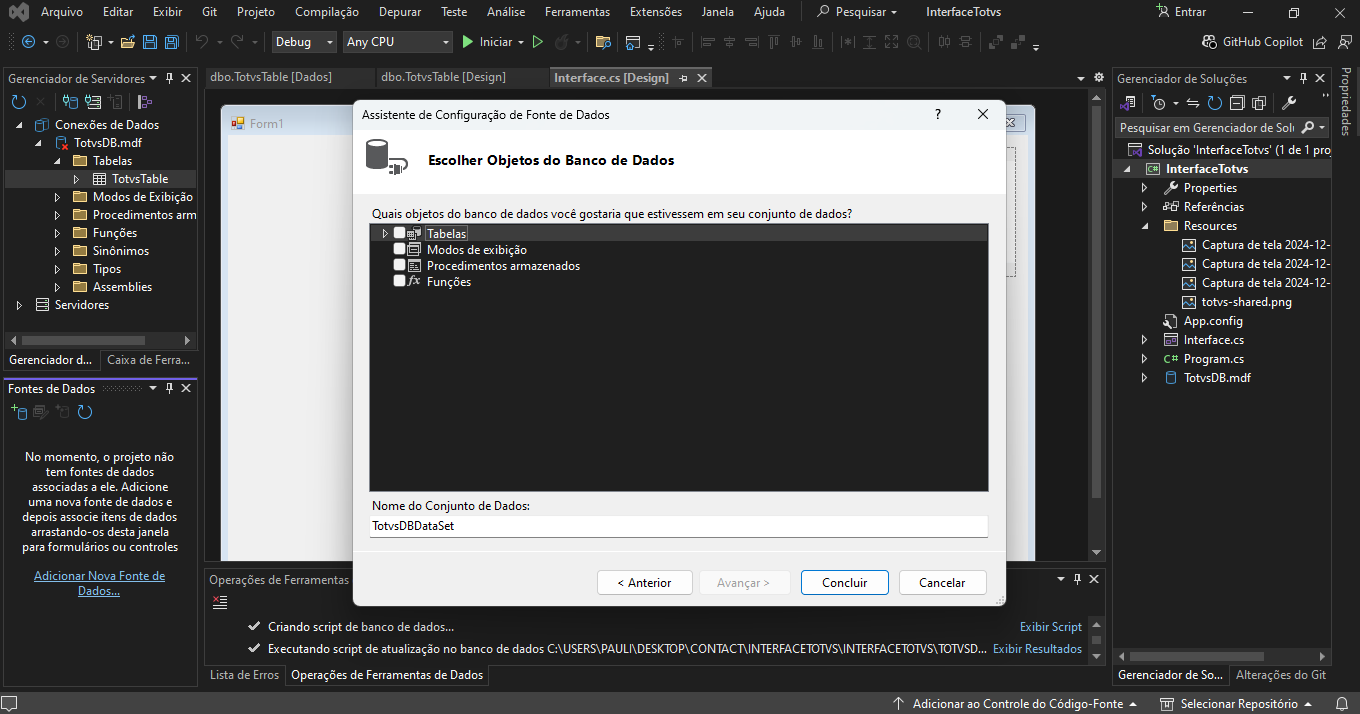 Arquivo Editar Exibir Git Projeto Compilação Depurar Teste Análise Ferramentas Extensões Janela Ajuda Pesquisar InterfaceTotvs Entrar
Debug Any CPU Iniciar GitHub Copilot
Gerenciador de Servidores
Conexões de Dados
TotvsDB.mdf
Tabelas
TotvsTable
Modos de Exibição
Procedimentos arm
Funções
Sinônimos
Tipos
Assemblies
Servidores
Gerenciador d... Caixa de Ferra...
Fontes de Dados
No momento, o projeto não
tem fontes de dados
associadas a ele. Adicione
uma nova fonte de dados e
depois associe itens de dados
arrastando-os desta janela
para formulários ou controles
Adicionar Nova Fonte de
Dados...
dbo.TotvsTable [Dados] dbo.TotvsTable [Design] Interface.cs [Design]
Form1
Assistente de Configuração de Fonte de Dados ?
Escolher Objetos do Banco de Dados
Quais objetos do banco de dados você gostaria que estivessem em seu conjunto de dados?
Tabelas
Modos de exibição
Procedimentos armazenados
fx Funções
Nome do Conjunto de Dados:
TotvsDBDataSet
< Anterior Avançar > Concluir Cancelar
Operações de Ferramentas
Criando script de banco de dados... Exibir Script
Executando script de atualização no banco de dados C:\USERS\PAULI\DESKTOP\CONTACT\INTERFACETOTVS\INTERFACETOTVS\TOTVSD... Exibir Resultados
Lista de Erros Operações de Ferramentas de Dados
Gerenciador de Soluções
Pesquisar em Gerenciador de Solu
Solução 'InterfaceTotvs' (1 de 1 proj
C# InterfaceTotvs
Properties
Referências
Resources
Captura de tela 2024-12-
Captura de tela 2024-12-
Captura de tela 2024-12-
totvs-shared.png
App.config
Interface.cs
C# Program.cs
TotvsDB.mdf
Gerenciador de So... Alterações do Git
Propriedades
Adicionar ao Controle do Código-Fonte Selecionar Repositório